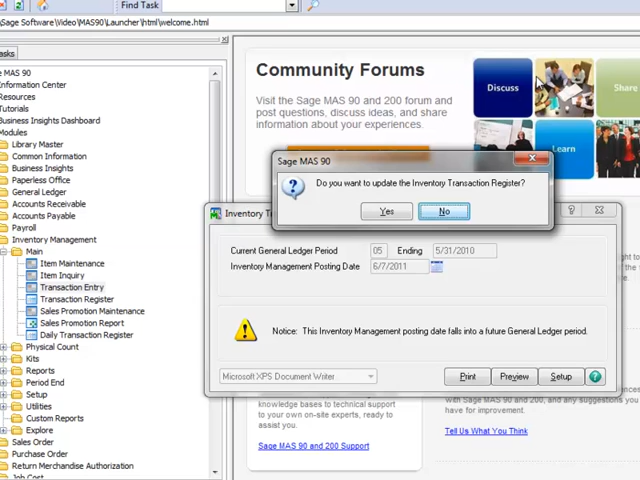 Find Task
Sage Software\Video\MAS90\Launcher\html\welcome.html
asks
e MAS 90
Information Center
Resources
Tutorials
Business Insights Dashboard
Modules
Library Master
Common Information
Business Insights
Paperless Office
General Ledger
Accounts Receivable
Accounts Payable
Payroll
Inventory Management
Main
Item Maintenance
Item Inquiry
Transaction Entry
Transaction Register
Sales Promotion Maintenance
Sales Promotion Report
Daily Transaction Register
Physical Count
Kits
Reports
Period End
Setup
Utilities
Custom Reports
Explore
Sales Order
Purchase Order
Return Merchandise Authorization
Job Cost
Community Forums
Visit the Sage MAS 90 and 200 forum and
post questions, discuss ideas, and share
information about your experiences.
Discuss
Share
Learn
Sage MAS 90
Do you want to update the Inventory Transaction Register?
Yes
No
Inventory Tr
Current General Ledger Period 05 Ending 5/31/2010
Inventory Management Posting Date 6/7/2011
Notice: This Inventory Management posting date falls into a future General Ledger period.
Microsoft XPS Document Writer
Print
Preview
Setup
knowledge bases to technical support
to your own on-site experts, ready to
assist you.
Sage MAS 90 and 200 Support
with Sage MAS 90 and 200, and any suggestions you
have for improvement.
Tell Us What You Think